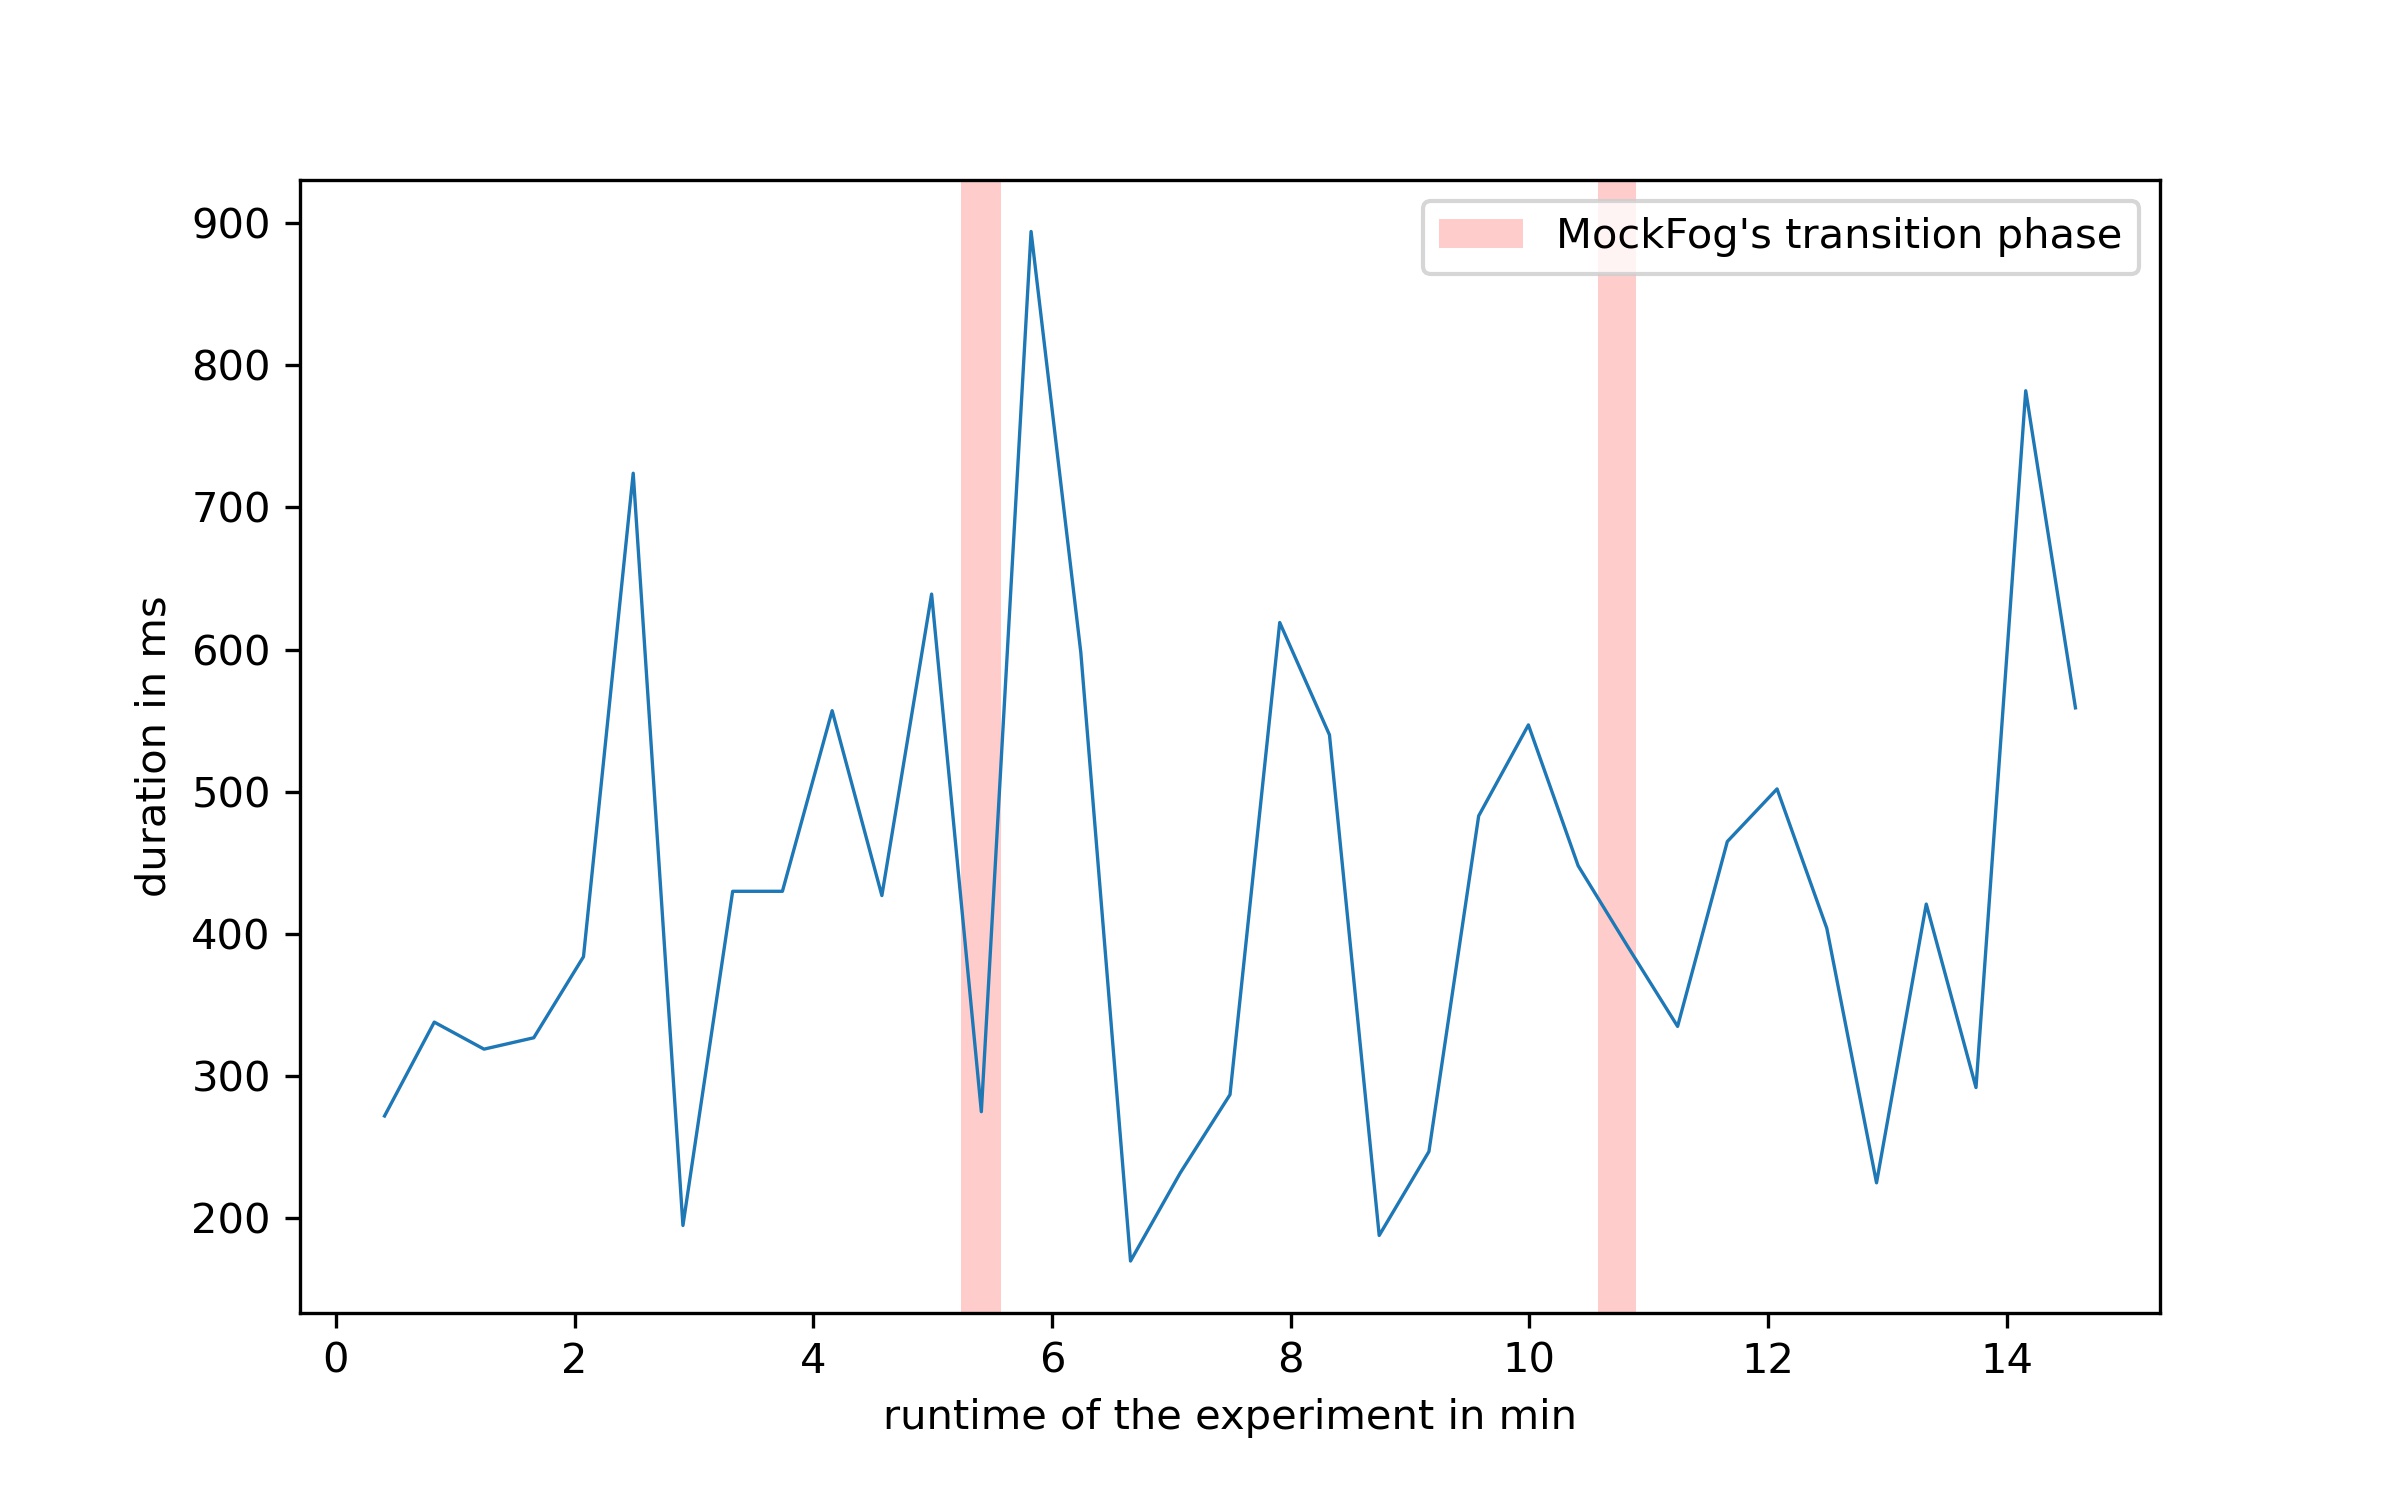 MockFog's transition phase
900
800
700
600
500
400
300
200
duration in ms
0 2 4 6 8 10 12 14
runtime of the experiment in min